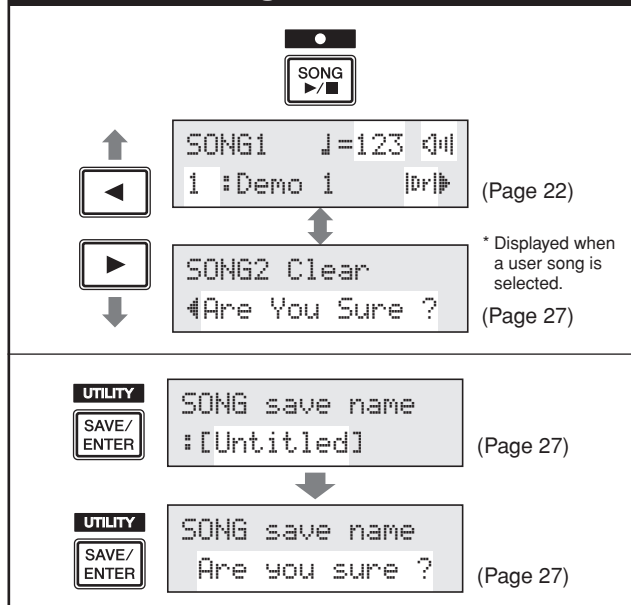 SONG
▶/■
SONG1 ♩=123
1 :Demo 1 |Dr|▶
(Page 22)
* Displayed when
a user song is
selected.
SONG2 Clear
◀Are You Sure ?
(Page 27)
UTILITY
SAVE/
ENTER
SONG save name
:[Untitled]
(Page 27)
UTILITY
SAVE/
ENTER
SONG save name
Are you sure ?
(Page 27)